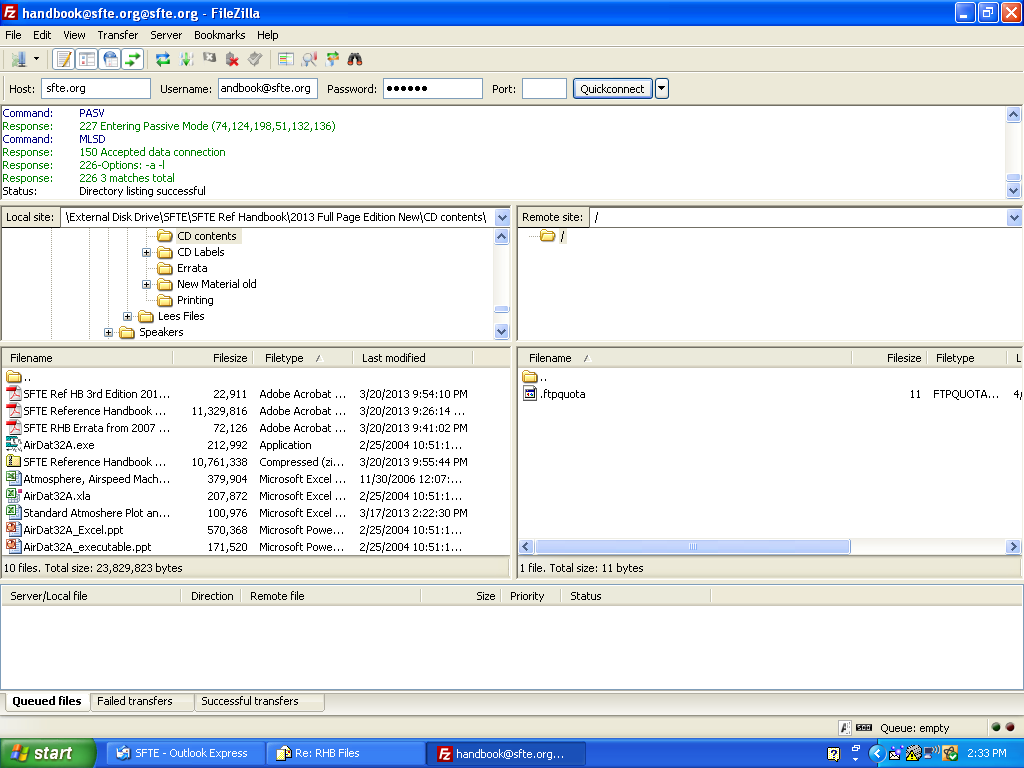 handbook@sfte.org@sfte.org - FileZilla
File Edit View Transfer Server Bookmarks Help
Host: sfte.org Username: andbook@sfte.org Password: ●●●●●● Port: Quickconnect
Command: PASV
Response: 227 Entering Passive Mode (74,124,198,51,132,136)
Command: MLSD
Response: 150 Accepted data connection
Response: 226-Options: -a -l
Response: 226 3 matches total
Status: Directory listing successful
Local site: \External Disk Drive\SFTE\SFTE Ref Handbook\2013 Full Page Edition New\CD contents\
CD contents
CD Labels
Errata
New Material old
Printing
Lees Files
Speakers
Remote site: /
/
Filename Filesize Filetype Last modified
..
SFTE Ref HB 3rd Edition 201... 22,911 Adobe Acrobat ... 3/20/2013 9:54:10 PM
SFTE Reference Handbook ... 11,329,816 Adobe Acrobat ... 3/20/2013 9:26:14 ...
SFTE RHB Errata from 2007 ... 72,126 Adobe Acrobat ... 3/20/2013 9:41:02 PM
AirDat32A.exe 212,992 Application 2/25/2004 10:51:1...
SFTE Reference Handbook ... 10,761,338 Compressed (zi... 3/20/2013 9:55:44 PM
Atmosphere, Airspeed Mach... 379,904 Microsoft Excel ... 11/30/2006 12:07:...
AirDat32A.xla 207,872 Microsoft Excel ... 2/25/2004 10:51:1...
Standard Atmoshere Plot an... 100,976 Microsoft Excel ... 3/17/2013 2:22:30 PM
AirDat32A_Excel.ppt 570,368 Microsoft Powe... 2/25/2004 10:51:1...
AirDat32A_executable.ppt 171,520 Microsoft Powe... 2/25/2004 10:51:1...
10 files. Total size: 23,829,823 bytes
Filename Filesize Filetype L
..
.ftpquota 11 FTPQUOTA... 4/
1 file. Total size: 11 bytes
Server/Local file Direction Remote file Size Priority Status
Queued files Failed transfers Successful transfers
Queue: empty
start SFTE - Outlook Express Re: RHB Files handbook@sfte.org... 2:33 PM